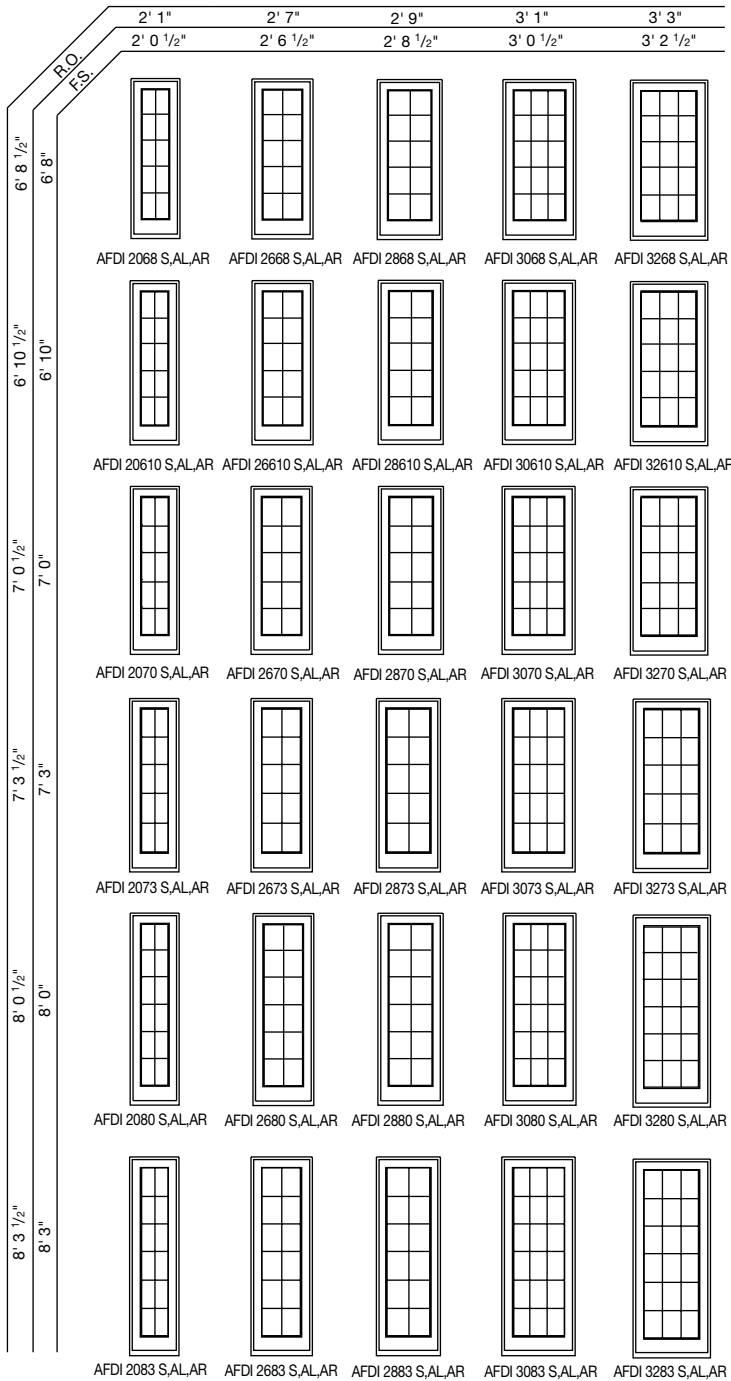 2' 1" 2' 7" 2' 9" 3' 1" 3' 3"
2' 0 1/2" 2' 6 1/2" 2' 8 1/2" 3' 0 1/2" 3' 2 1/2"
R.O.
F.S.
6' 8 1/2" 6' 8"
AFDI 2068 S,AL,AR AFDI 2668 S,AL,AR AFDI 2868 S,AL,AR AFDI 3068 S,AL,AR AFDI 3268 S,AL,AR
6' 10 1/2" 6' 10"
AFDI 20610 S,AL,AR AFDI 26610 S,AL,AR AFDI 28610 S,AL,AR AFDI 30610 S,AL,AR AFDI 32610 S,AL,AR
7' 0 1/2" 7' 0"
AFDI 2070 S,AL,AR AFDI 2670 S,AL,AR AFDI 2870 S,AL,AR AFDI 3070 S,AL,AR AFDI 3270 S,AL,AR
7' 3 1/2" 7' 3"
AFDI 2073 S,AL,AR AFDI 2673 S,AL,AR AFDI 2873 S,AL,AR AFDI 3073 S,AL,AR AFDI 3273 S,AL,AR
8' 0 1/2" 8' 0"
AFDI 2080 S,AL,AR AFDI 2680 S,AL,AR AFDI 2880 S,AL,AR AFDI 3080 S,AL,AR AFDI 3280 S,AL,AR
8' 3 1/2" 8' 3"
AFDI 2083 S,AL,AR AFDI 2683 S,AL,AR AFDI 2883 S,AL,AR AFDI 3083 S,AL,AR AFDI 3283 S,AL,AR